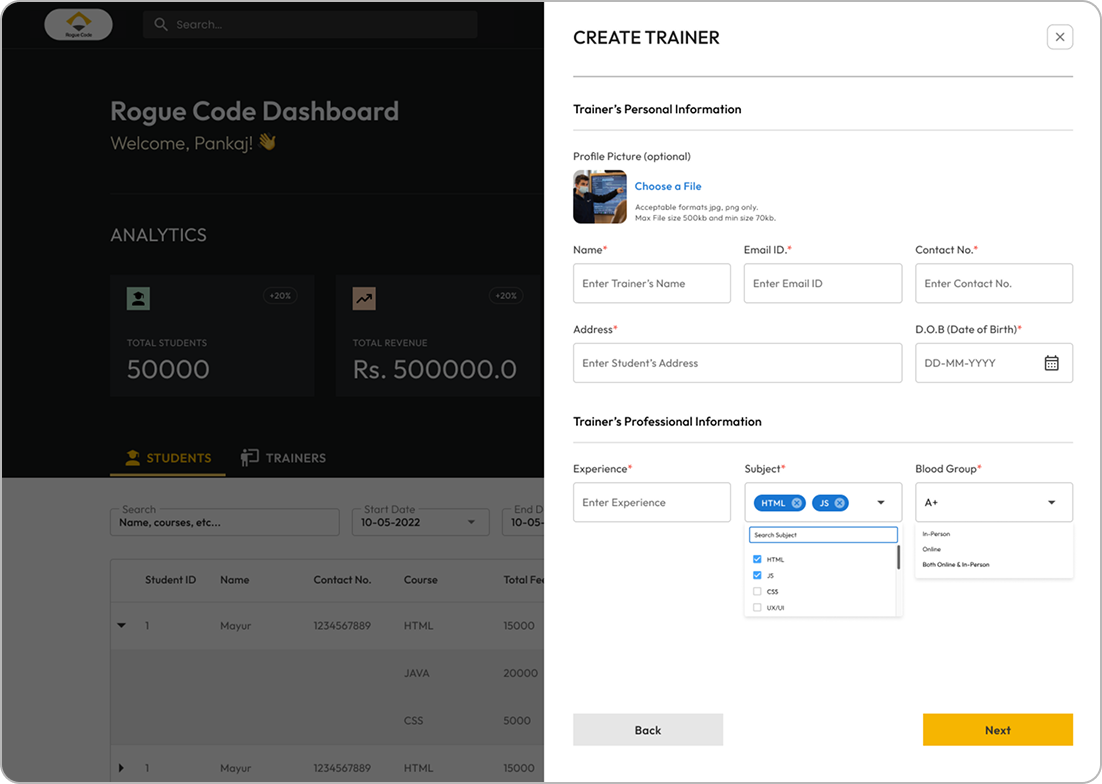 Rogue Code
Search...
Rogue Code Dashboard
Welcome, Pankaj! 👋
ANALYTICS
+20%
TOTAL STUDENTS
50000
+20%
TOTAL REVENUE
Rs. 500000.0
STUDENTS
TRAINERS
Search
Name, courses, etc...
Start Date
10-05-2022
End D
10-05-
Student ID Name Contact No. Course Total Fee
1 Mayur 1234567889 HTML 15000
JAVA 20000
CSS 5000
1 Mayur 1234567889 HTML 15000
CREATE TRAINER
Trainer's Personal Information
Profile Picture (optional)
Choose a File
Acceptable formats jpg, png only.
Max File size 500kb and min size 70kb.
Name* Email ID.* Contact No.*
Enter Trainer's Name Enter Email ID Enter Contact No.
Address* D.O.B (Date of Birth)*
Enter Student's Address DD-MM-YYYY
Trainer's Professional Information
Experience* Subject* Blood Group*
Enter Experience HTML JS A+
Search Subject
HTML
JS
CSS
UX/UI
In-Person
Online
Both Online & In-Person
Back Next